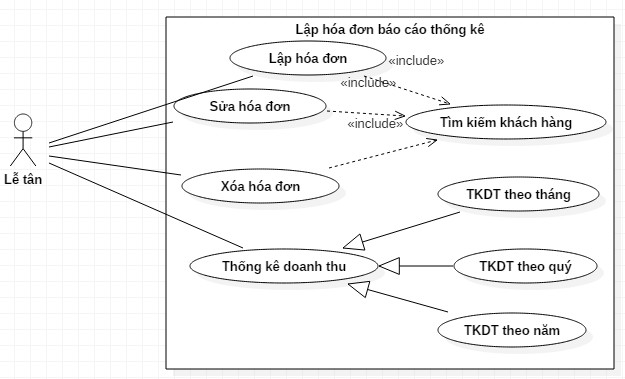 Lập hóa đơn báo cáo thống kê
Lập hóa đơn
«include»
«include»
Sửa hóa đơn
«include»
Tìm kiếm khách hàng
Lễ tân
Xóa hóa đơn
TKDT theo tháng
Thống kê doanh thu
TKDT theo quý
TKDT theo năm